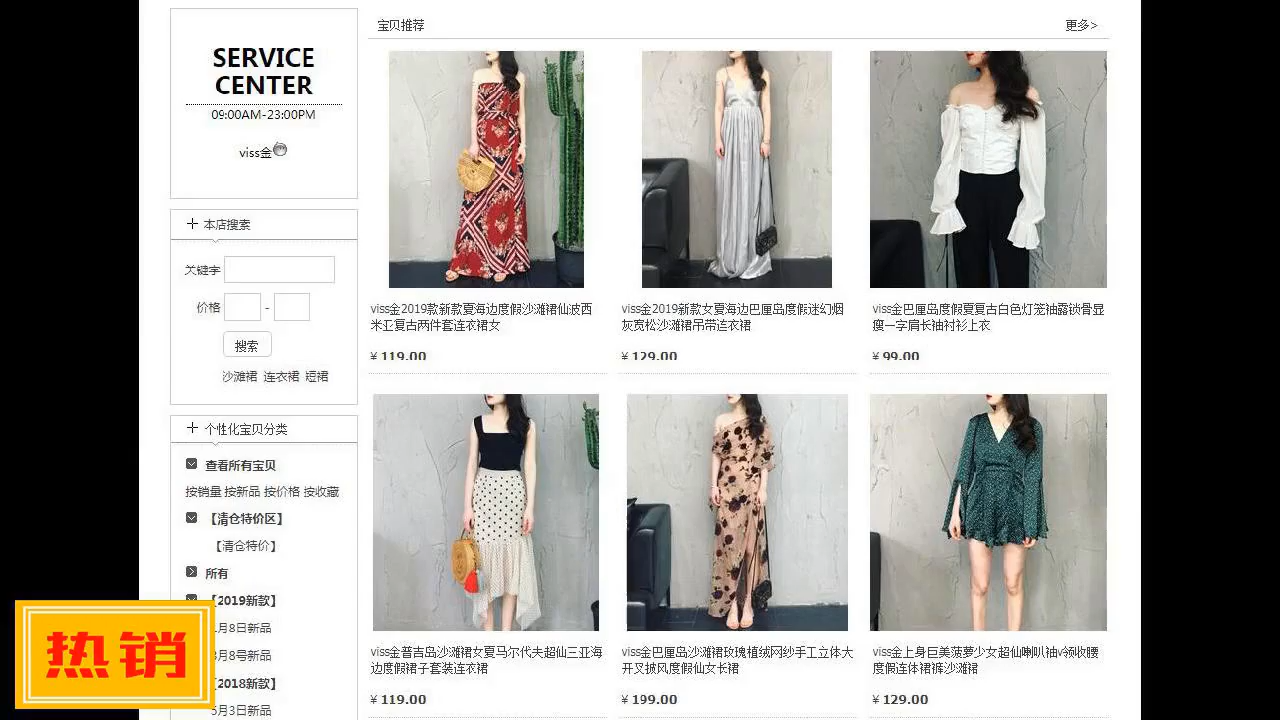 SERVICE
CENTER
09:00AM-23:00PM
viss金
本店搜索
关键字
价格 -
搜索
沙滩裙 连衣裙 短裙
个性化宝贝分类
查看所有宝贝
按销量 按新品 按价格 按收藏
【清仓特价区】
【清仓特价】
所有
【2019新款】
月8日新品
月8号新品
【2018新款】
5月3日新品
热销
宝贝推荐
更多>
viss金2019款新款夏海边度假沙滩裙仙波西
米亚复古两件套连衣裙女
¥ 119.00
viss金2019新款女夏海边巴厘岛度假迷幻烟
灰宽松沙滩裙吊带连衣裙
¥ 129.00
viss金巴厘岛度假夏夏古白色灯笼袖露锁骨显
瘦一字肩长袖衬衫上衣
¥ 99.00
viss金普吉岛沙滩裙女夏马尔代夫超仙三亚海
边度假裙子套装连衣裙
¥ 119.00
viss金巴厘岛沙滩裙玫瑰植绒网纱手工立体大
开叉披风度假仙女长裙
¥ 199.00
viss金上身巨美菠萝少女超仙喇叭袖v领收腰
度假连体裙裤沙滩裙
¥ 129.00